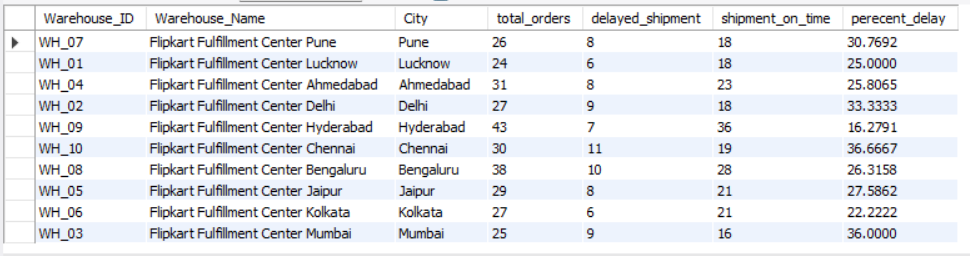 Warehouse_ID Warehouse_Name City total_orders delayed_shipment shipment_on_time perecent_delay
WH_07 Flipkart Fulfillment Center Pune Pune 26 8 18 30.7692
WH_01 Flipkart Fulfillment Center Lucknow Lucknow 24 6 18 25.0000
WH_04 Flipkart Fulfillment Center Ahmedabad Ahmedabad 31 8 23 25.8065
WH_02 Flipkart Fulfillment Center Delhi Delhi 27 9 18 33.3333
WH_09 Flipkart Fulfillment Center Hyderabad Hyderabad 43 7 36 16.2791
WH_10 Flipkart Fulfillment Center Chennai Chennai 30 11 19 36.6667
WH_08 Flipkart Fulfillment Center Bengaluru Bengaluru 38 10 28 26.3158
WH_05 Flipkart Fulfillment Center Jaipur Jaipur 29 8 21 27.5862
WH_06 Flipkart Fulfillment Center Kolkata Kolkata 27 6 21 22.2222
WH_03 Flipkart Fulfillment Center Mumbai Mumbai 25 9 16 36.0000